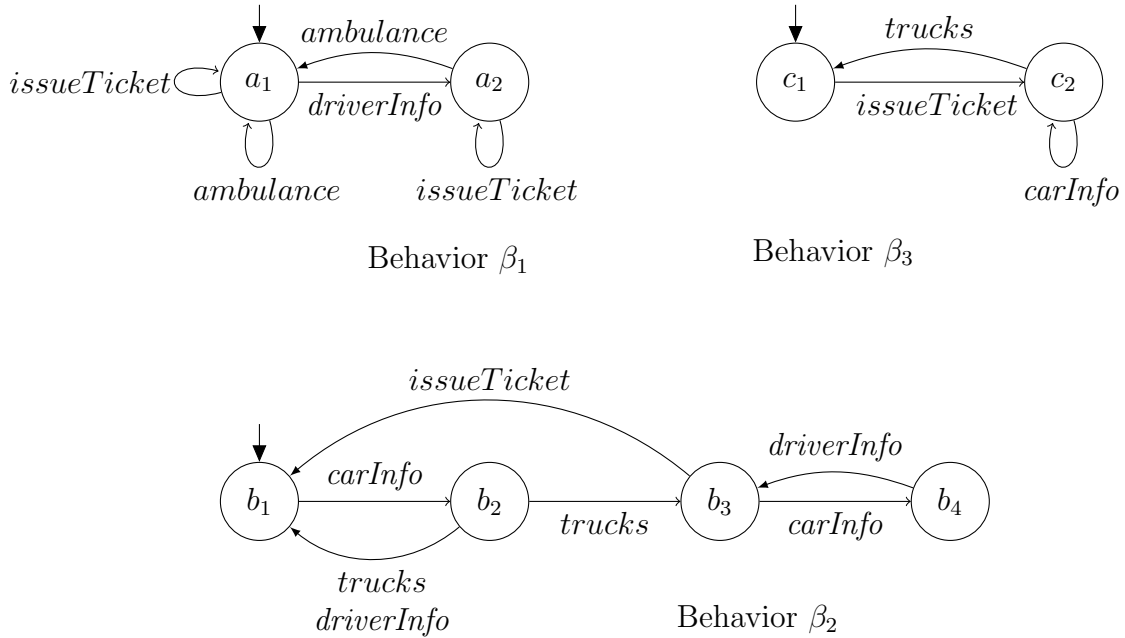 ambulance
trucks
issueTicket
a₁
a₂
c₁
c₂
driverInfo
issueTicket
ambulance
issueTicket
carInfo
Behavior β₁
Behavior β₃
issueTicket
driverInfo
carInfo
b₁
b₂
b₃
b₄
trucks
carInfo
trucks
driverInfo
Behavior β₂